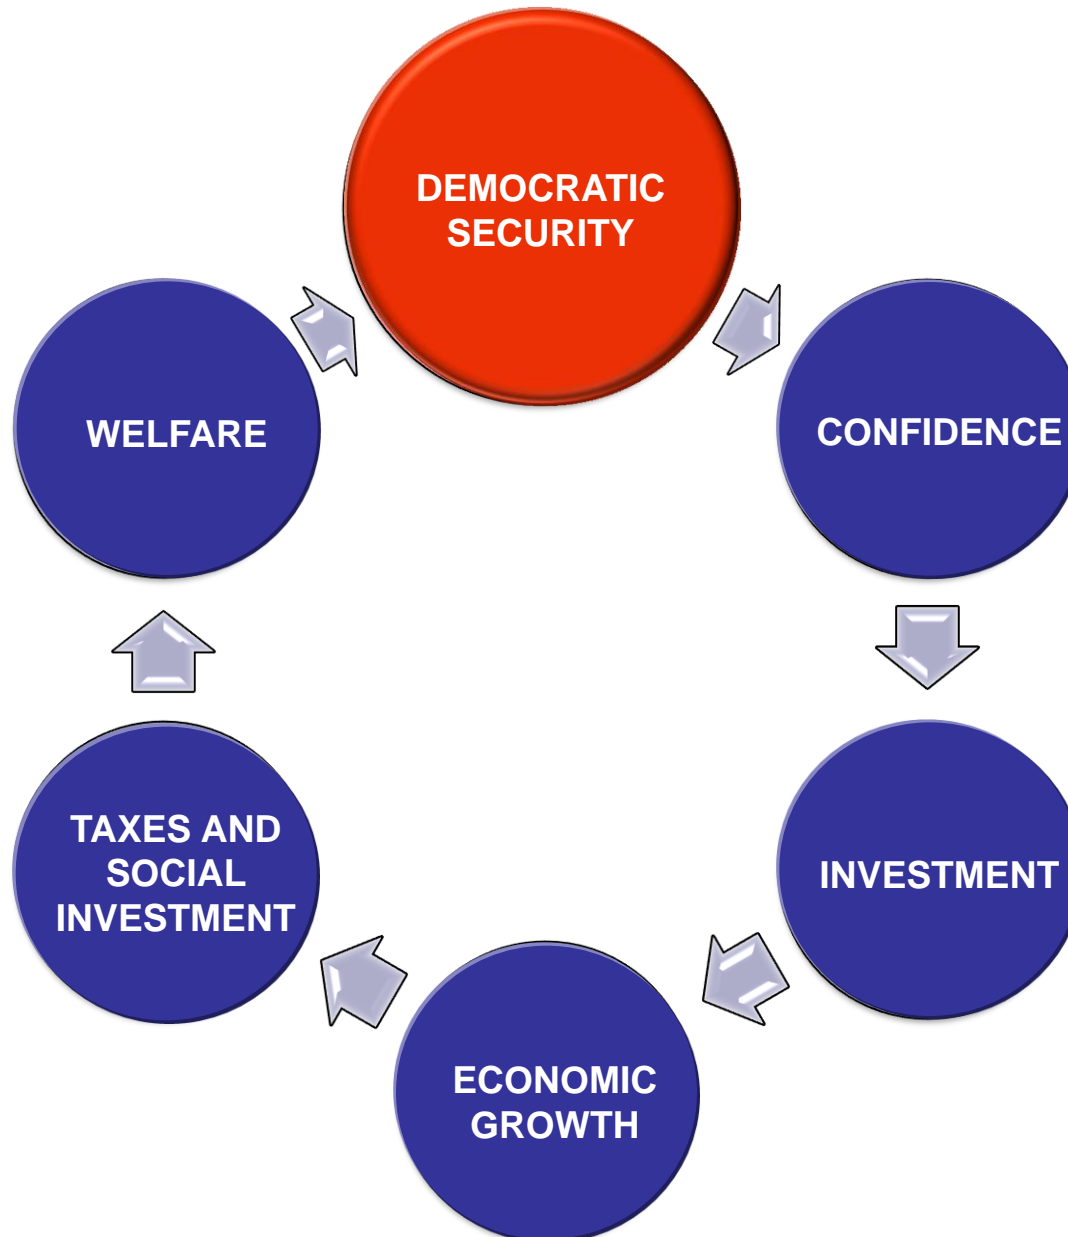 DEMOCRATIC
SECURITY
WELFARE
CONFIDENCE
TAXES AND
SOCIAL
INVESTMENT
INVESTMENT
ECONOMIC
GROWTH